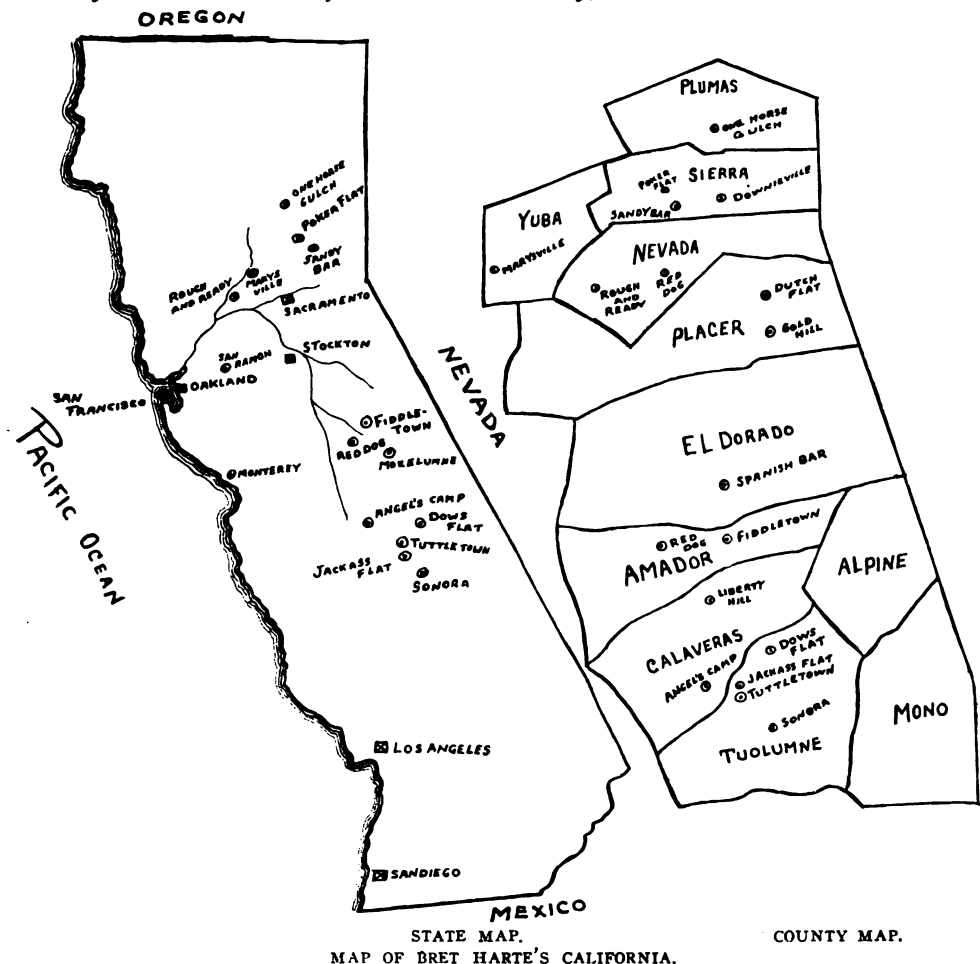 OREGON
ONE HORSE
GULCH
POKER FLAT
SANDY
BAR
ROUGH
AND READY
MARYS
VILLE
SACRAMENTO
SAN
RAMON
STOCKTON
SAN
FRANCISCO
OAKLAND
NEVADA
FIDDLE-
TOWN
RED DOG
MOKELUMNE
MONTEREY
PACIFIC OCEAN
ANGEL'S CAMP
DOWS
FLAT
TUTTLETOWN
JACKASS
FLAT
SONORA
LOS ANGELES
SANDIEGO
MEXICO
STATE MAP.
PLUMAS
ONE HORSE
GULCH
SIERRA
POKER
FLAT
DOWNIEVILLE
SANDY BAR
YUBA
MARYSVILLE
NEVADA
ROUGH
AND
READY
RED
DOG
DUTCH
FLAT
PLACER
GOLD
HILL
EL DORADO
SPANISH BAR
RED
DOG
FIDDLETOWN
AMADOR
ALPINE
LIBERTY
HILL
CALAVERAS
DOWS
FLAT
ANGEL'S CAMP
JACKASS FLAT
TUTTLETOWN
SONORA
TUOLUMNE
MONO
COUNTY MAP.
MAP OF BRET HARTE'S CALIFORNIA.